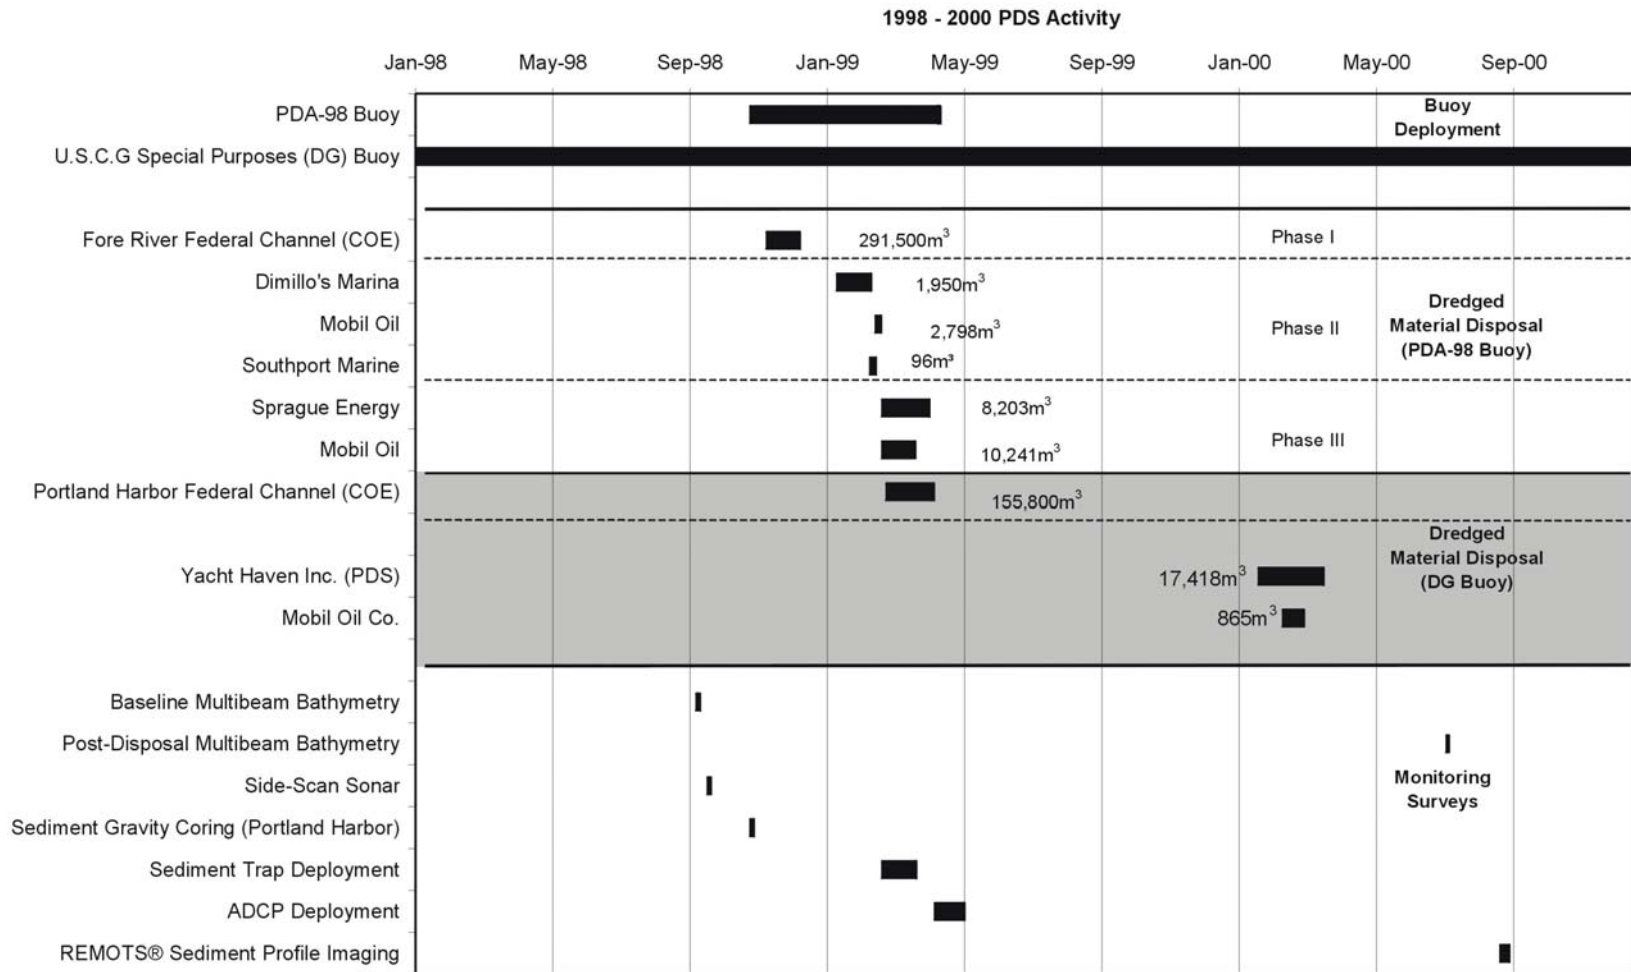 1998 - 2000 PDS Activity
Jan-98 May-98 Sep-98 Jan-99 May-99 Sep-99 Jan-00 May-00 Sep-00
PDA-98 Buoy
Buoy
Deployment
U.S.C.G Special Purposes (DG) Buoy
Fore River Federal Channel (COE) 291,500m³ Phase I
Dimillo's Marina 1,950m³
Mobil Oil 2,798m³ Phase II
Southport Marine 96m³
Dredged
Material Disposal
(PDA-98 Buoy)
Sprague Energy 8,203m³
Mobil Oil 10,241m³ Phase III
Portland Harbor Federal Channel (COE) 155,800m³
Yacht Haven Inc. (PDS) 17,418m³
Mobil Oil Co. 865m³
Dredged
Material Disposal
(DG Buoy)
Baseline Multibeam Bathymetry
Post-Disposal Multibeam Bathymetry
Side-Scan Sonar
Monitoring
Surveys
Sediment Gravity Coring (Portland Harbor)
Sediment Trap Deployment
ADCP Deployment
REMOTS® Sediment Profile Imaging